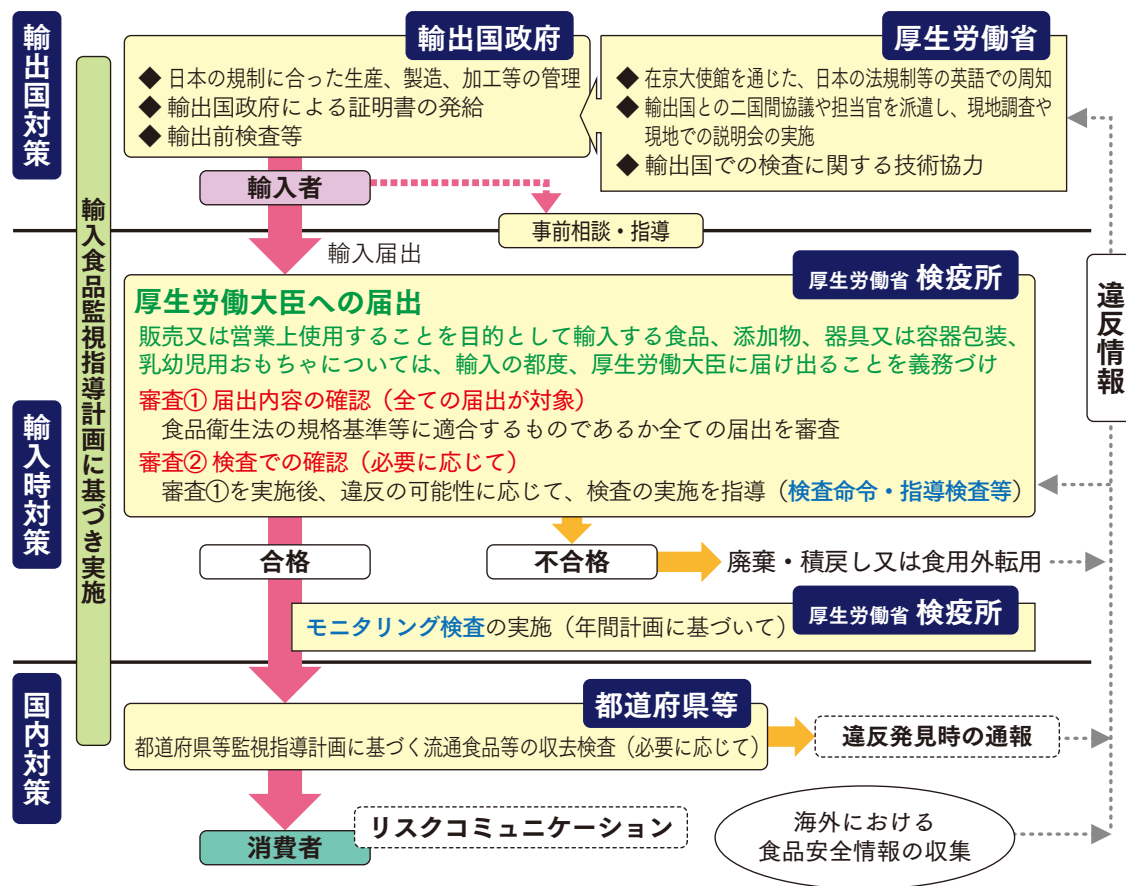 輸出国対策
輸入食品監視指導計画に基づき実施
輸出国政府
◆ 日本の規制に合った生産、製造、加工等の管理
◆ 輸出国政府による証明書の発給
◆ 輸出前検査等
厚生労働省
◆ 在京大使館を通じた、日本の法規制等の英語での周知
◆ 輸出国との二国間協議や担当官を派遣し、現地調査や
現地での説明会の実施
◆ 輸出国での検査に関する技術協力
輸入者
事前相談・指導
輸入届出
輸入時対策
厚生労働省 検疫所
厚生労働大臣への届出
販売又は営業上使用することを目的として輸入する食品、添加物、器具又は容器包装、
乳幼児用おもちゃについては、輸入の都度、厚生労働大臣に届け出ることを義務づけ
審査① 届出内容の確認（全ての届出が対象）
食品衛生法の規格基準等に適合するものであるか全ての届出を審査
審査② 検査での確認（必要に応じて）
審査①を実施後、違反の可能性に応じて、検査の実施を指導（検査命令・指導検査等）
違反情報
合格
不合格
廃棄・積戻し又は食用外転用
厚生労働省 検疫所
モニタリング検査の実施（年間計画に基づいて）
国内対策
都道府県等
都道府県等監視指導計画に基づく流通食品等の収去検査（必要に応じて）
違反発見時の通報
リスクコミュニケーション
消費者
海外における
食品安全情報の収集